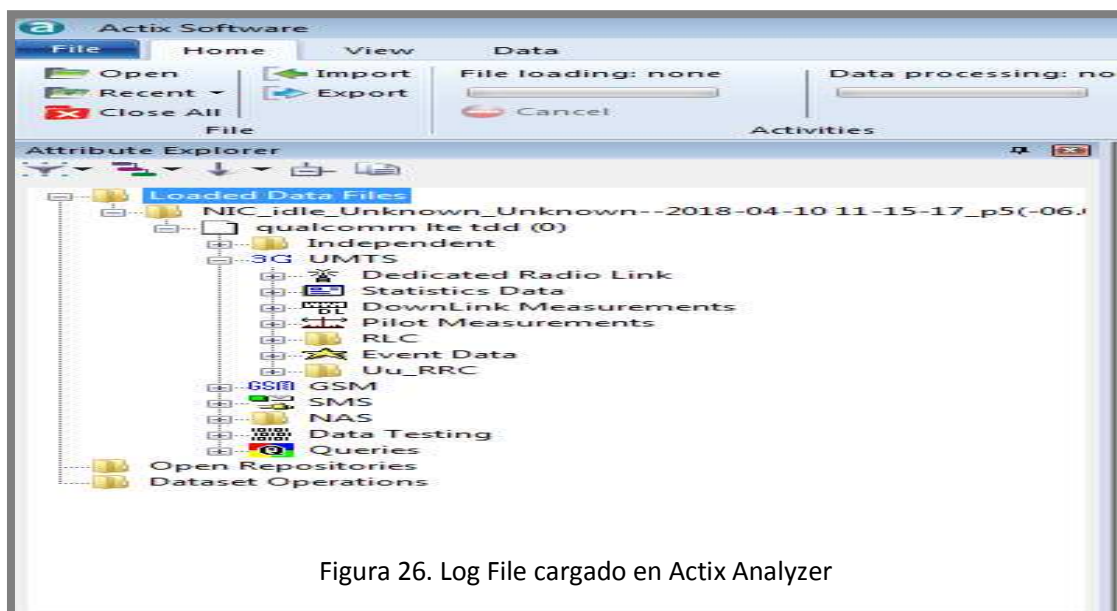 Actix Software
File Home View Data
Open Import File loading: none Data processing: no
Recent Export
Close All Cancel
File Activities
Attribute Explorer
Loaded Data Files
NIC_idle_Unknown_Unknown--2018-04-10 11-15-17_p5(-06.
qualcomm lte tdd (0)
Independent
3G UMTS
Dedicated Radio Link
Statistics Data
DL DownLink Measurements
Pilot Measurements
RLC
Event Data
Uu_RRC
GSM GSM
SMS
NAS
Data Testing
Queries
Open Repositories
Dataset Operations
Figura 26. Log File cargado en Actix Analyzer